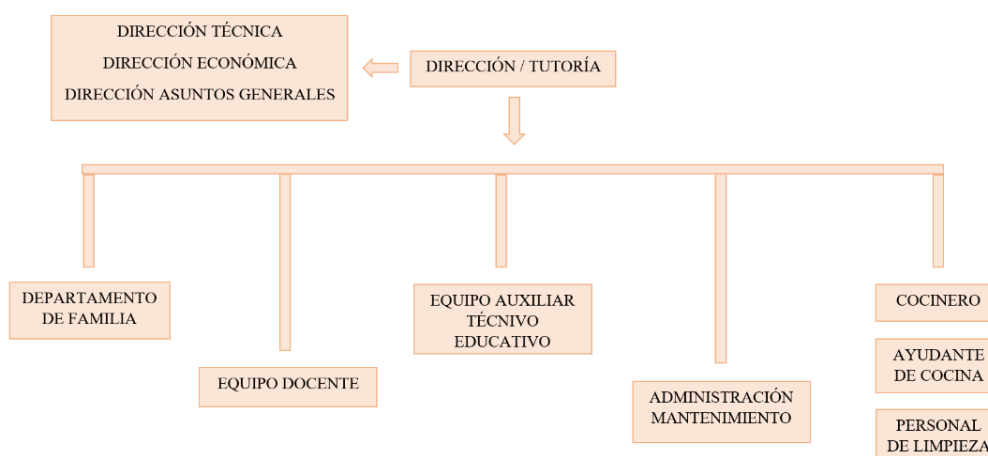 DIRECCIÓN TÉCNICA
DIRECCIÓN ECONÓMICA
DIRECCIÓN ASUNTOS GENERALES
DIRECCIÓN / TUTORÍA
DEPARTAMENTO
DE FAMILIA
EQUIPO DOCENTE
EQUIPO AUXILIAR
TÉCNIVO
EDUCATIVO
ADMINISTRACIÓN
MANTENIMIENTO
COCINERO
AYUDANTE
DE COCINA
PERSONAL
DE LIMPIEZA